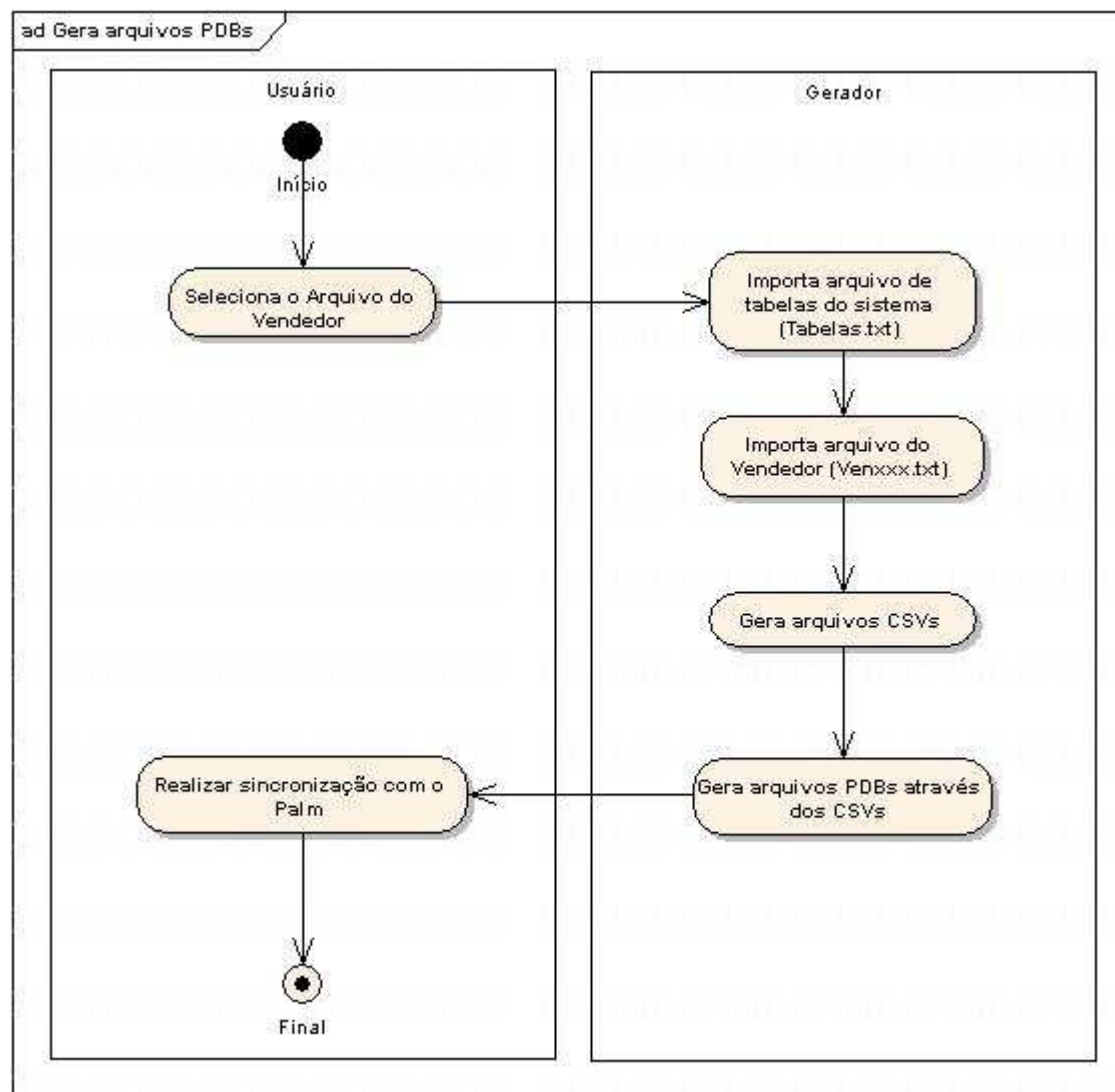 ad Gera arquivos PDBs
Usuário
Gerador
Início
Seleciona o Arquivo do
Vendedor
Importa arquivo de
tabelas do sistema
(Tabelas.txt)
Importa arquivo do
Vendedor (Venxxx.txt)
Gera arquivos CSVs
Gera arquivos PDBs através
dos CSVs
Realizar sincronização com o
Palm
Final